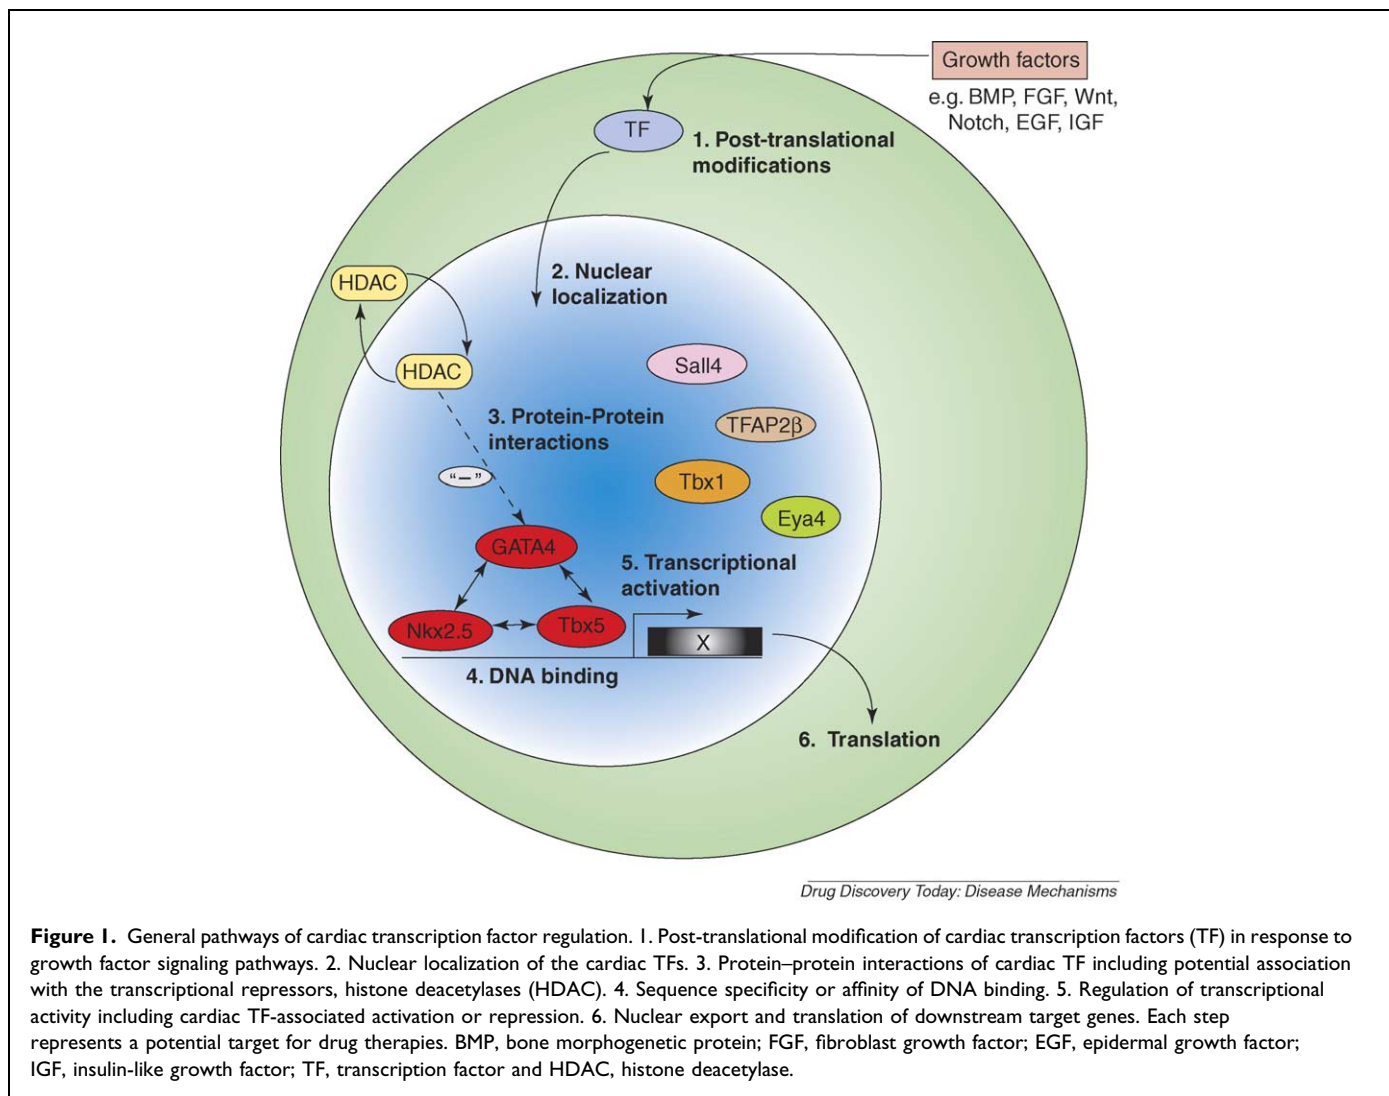 Growth factors
e.g. BMP, FGF, Wnt,
Notch, EGF, IGF
TF
1. Post-translational
modifications
2. Nuclear
localization
HDAC
HDAC
Sall4
3. Protein-Protein
interactions
TFAP2β
“–”
Tbx1
Eya4
GATA4
5. Transcriptional
activation
Nkx2.5
Tbx5
X
4. DNA binding
6. Translation
Drug Discovery Today: Disease Mechanisms
Figure 1. General pathways of cardiac transcription factor regulation. 1. Post-translational modification of cardiac transcription factors (TF) in response to
growth factor signaling pathways. 2. Nuclear localization of the cardiac TFs. 3. Protein–protein interactions of cardiac TF including potential association
with the transcriptional repressors, histone deacetylases (HDAC). 4. Sequence specificity or affinity of DNA binding. 5. Regulation of transcriptional
activity including cardiac TF-associated activation or repression. 6. Nuclear export and translation of downstream target genes. Each step
represents a potential target for drug therapies. BMP, bone morphogenetic protein; FGF, fibroblast growth factor; EGF, epidermal growth factor;
IGF, insulin-like growth factor; TF, transcription factor and HDAC, histone deacetylase.